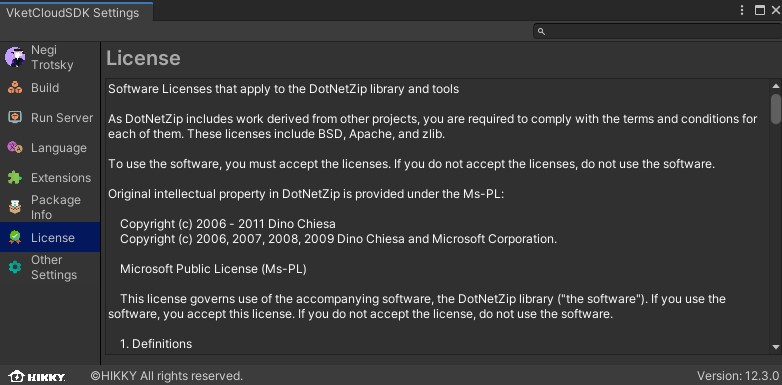 VketCloudSDK Settings
Negi
Trotsky
Build
Run Server
Language
Extensions
Package
Info
License
Other
Settings
License
Software Licenses that apply to the DotNetZip library and tools
As DotNetZip includes work derived from other projects, you are required to comply with the terms and conditions for
each of them. These licenses include BSD, Apache, and zlib.
To use the software, you must accept the licenses. If you do not accept the licenses, do not use the software.
Original intellectual property in DotNetZip is provided under the Ms-PL:
Copyright (c) 2006 - 2011 Dino Chiesa
Copyright (c) 2006, 2007, 2008, 2009 Dino Chiesa and Microsoft Corporation.
Microsoft Public License (Ms-PL)
This license governs use of the accompanying software, the DotNetZip library ("the software"). If you use the
software, you accept this license. If you do not accept the license, do not use the software.
1. Definitions
HIKKY
©HIKKY All rights reserved.
Version: 12.3.0